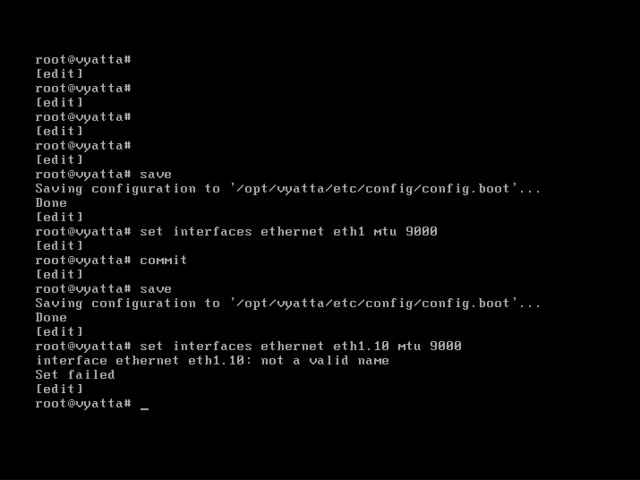 root@vyatta#
[edit]
root@vyatta#
[edit]
root@vyatta#
[edit]
root@vyatta#
[edit]
root@vyatta# save
Saving configuration to '/opt/vyatta/etc/config/config.boot'...
Done
[edit]
root@vyatta# set interfaces ethernet eth1 mtu 9000
[edit]
root@vyatta# commit
[edit]
root@vyatta# save
Saving configuration to '/opt/vyatta/etc/config/config.boot'...
Done
[edit]
root@vyatta# set interfaces ethernet eth1.10 mtu 9000
interface ethernet eth1.10: not a valid name
Set failed
[edit]
root@vyatta# _